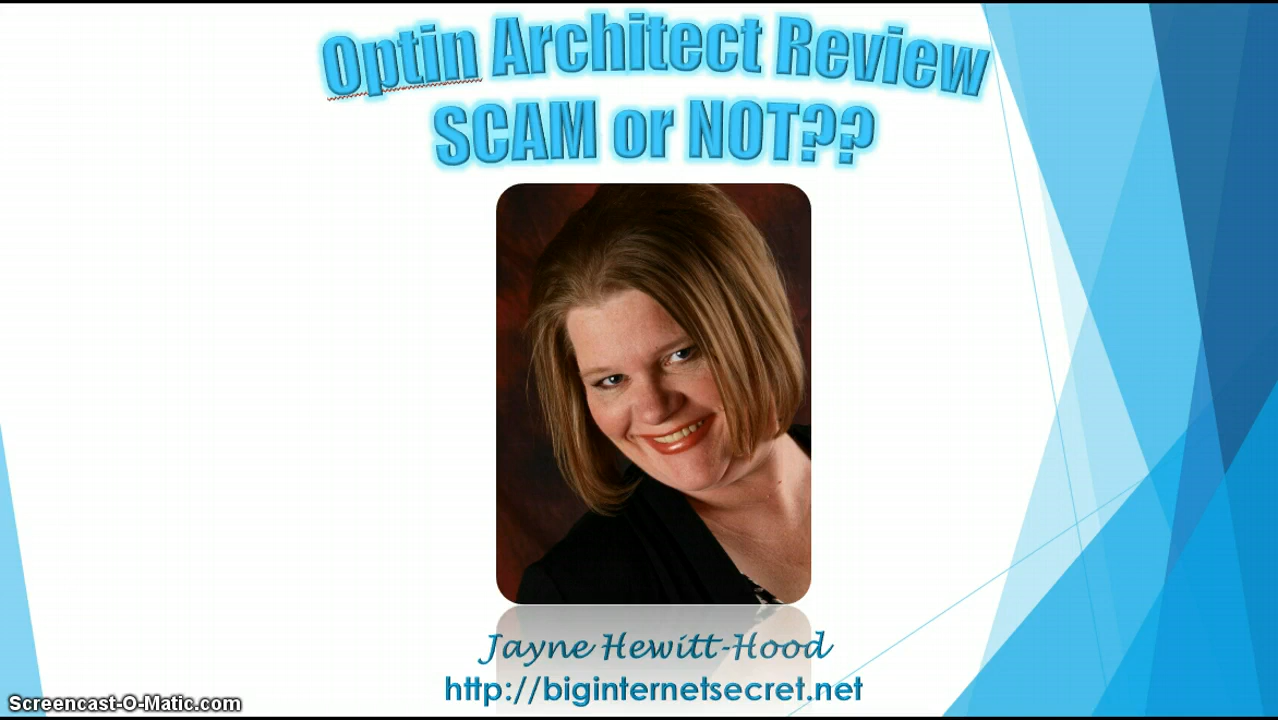 Optin Architect Review
SCAM or NOT??
Jayne Hewitt-Hood
http://biginternetsecret.net
Screencast-O-Matic.com